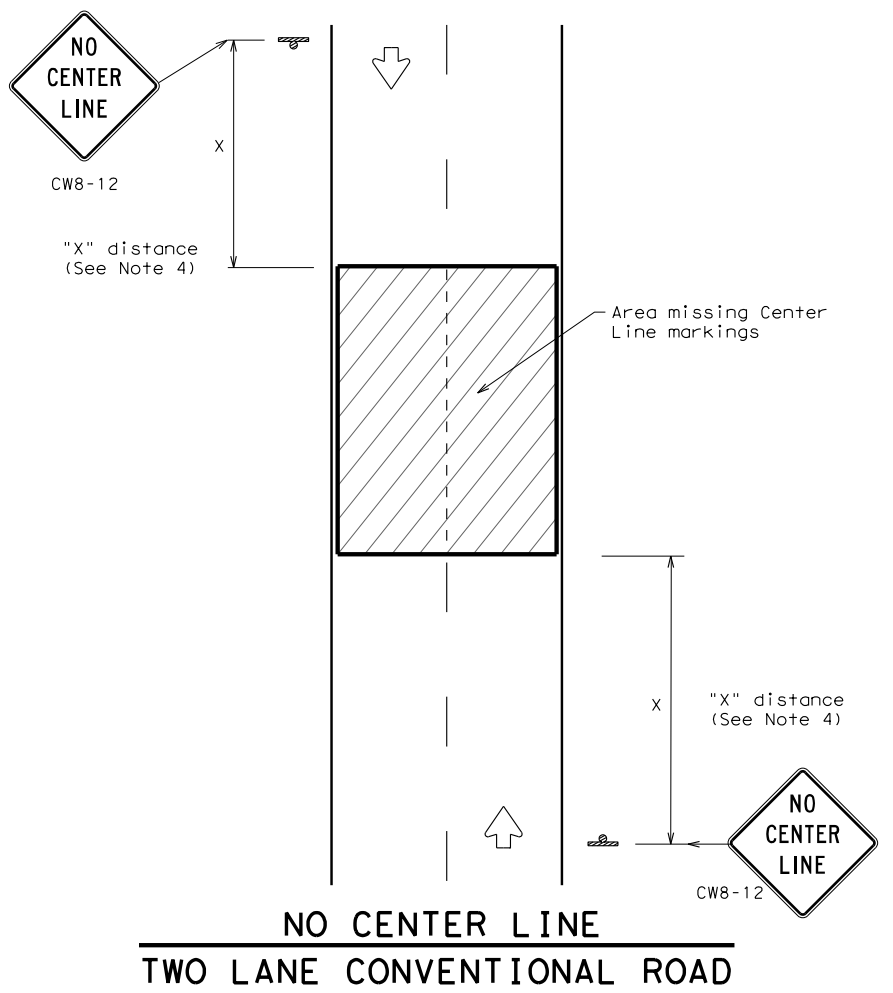 NO
CENTER
LINE
CW8-12
X
"X" distance
(See Note 4)
Area missing Center
Line markings
X
"X" distance
(See Note 4)
NO
CENTER
LINE
CW8-12
NO CENTER LINE
TWO LANE CONVENTIONAL ROAD